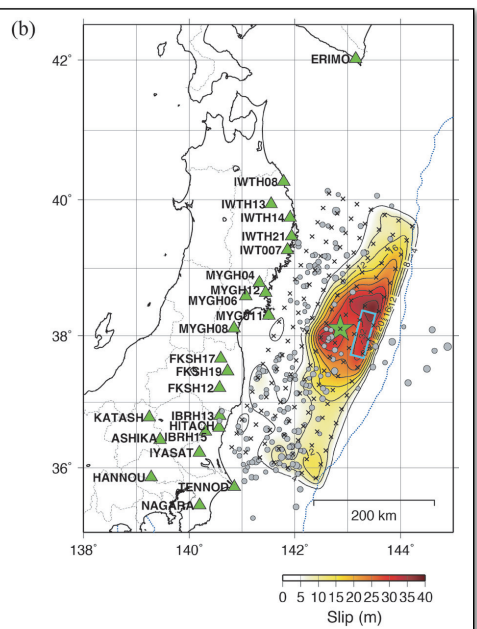 (b)
42°
ERIMO
40°
IWTH08
IWTH13
IWTH14
IWTH21
IWT007
MYGH04
MYGH12
MYGH06
MYG011
MYGH08
38°
FKSH17
FKSH19
FKSH12
KATASH
IBRH13
HITACH
ASHIKA
IBRH15
IYASAT
36°
HANNOU
TENNOD
NAGARA
200 km
138°
140°
142°
144°
0 5 10 15 20 25 30 35 40
Slip (m)